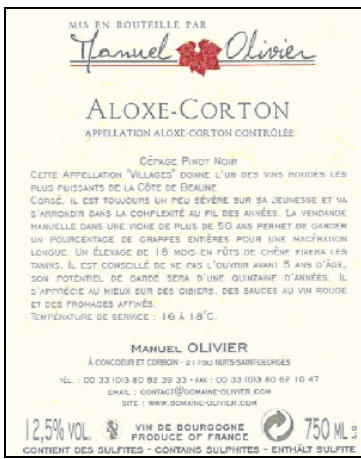 MIS EN BOUTEILLE PAR
Manuel Olivier
ALOXE-CORTON
APPELLATION ALOXE-CORTON CONTRÔLÉE
CÉPAGE PINOT NOIR
CETTE APPELLATION "VILLAGES" DONNE L'UN DES VINS ROUGES LES
PLUS PUISSANTS DE LA CÔTE DE BEAUNE.
CORSÉ, IL EST TOUJOURS UN PEU SÉVÈRE SUR SA JEUNESSE ET VA
S'ARRONDIR DANS LA COMPLEXITÉ AU FIL DES ANNÉES. LA VENDANGE
MANUELLE DANS UNE VIGNE DE PLUS DE 50 ANS PERMET DE GARDER
UN POURCENTAGE DE GRAPPES ENTIÈRES POUR UNE MACÉRATION
LONGUE. UN ÉLEVAGE DE 18 MOIS EN FÛTS DE CHÊNE FIXERA LES
TANINS. IL EST CONSEILLÉ DE NE PAS L'OUVRIR AVANT 5 ANS D'ÂGE,
SON POTENTIEL DE GARDE SERA D'UNE QUINZAINE D'ANNÉES. IL
S'APPRÉCIE AU MIEUX SUR DES GIBIERS, DES SAUCES AU VIN ROUGE
ET DES FROMAGES AFFINÉS.
TEMPÉRATURE DE SERVICE : 16 À 18°C.
MANUEL OLIVIER
À CONCOEUR ET CORBOIN - 21700 NUITS-SAINT-GEORGES
TÉL. : 00 33 (0)3 80 62 39 33 - FAX : 00 33 (0)3 80 62 10 47
EMAIL : CONTACT@DOMAINE-OLIVIER.COM
SITE : WWW.DOMAINE-OLIVIER.COM
12,5% VOL. VIN DE BOURGOGNE 750 ML
PRODUCE OF FRANCE
CONTIENT DES SULFITES - CONTAINS SULPHITES - ENTHÄLT SULFITE